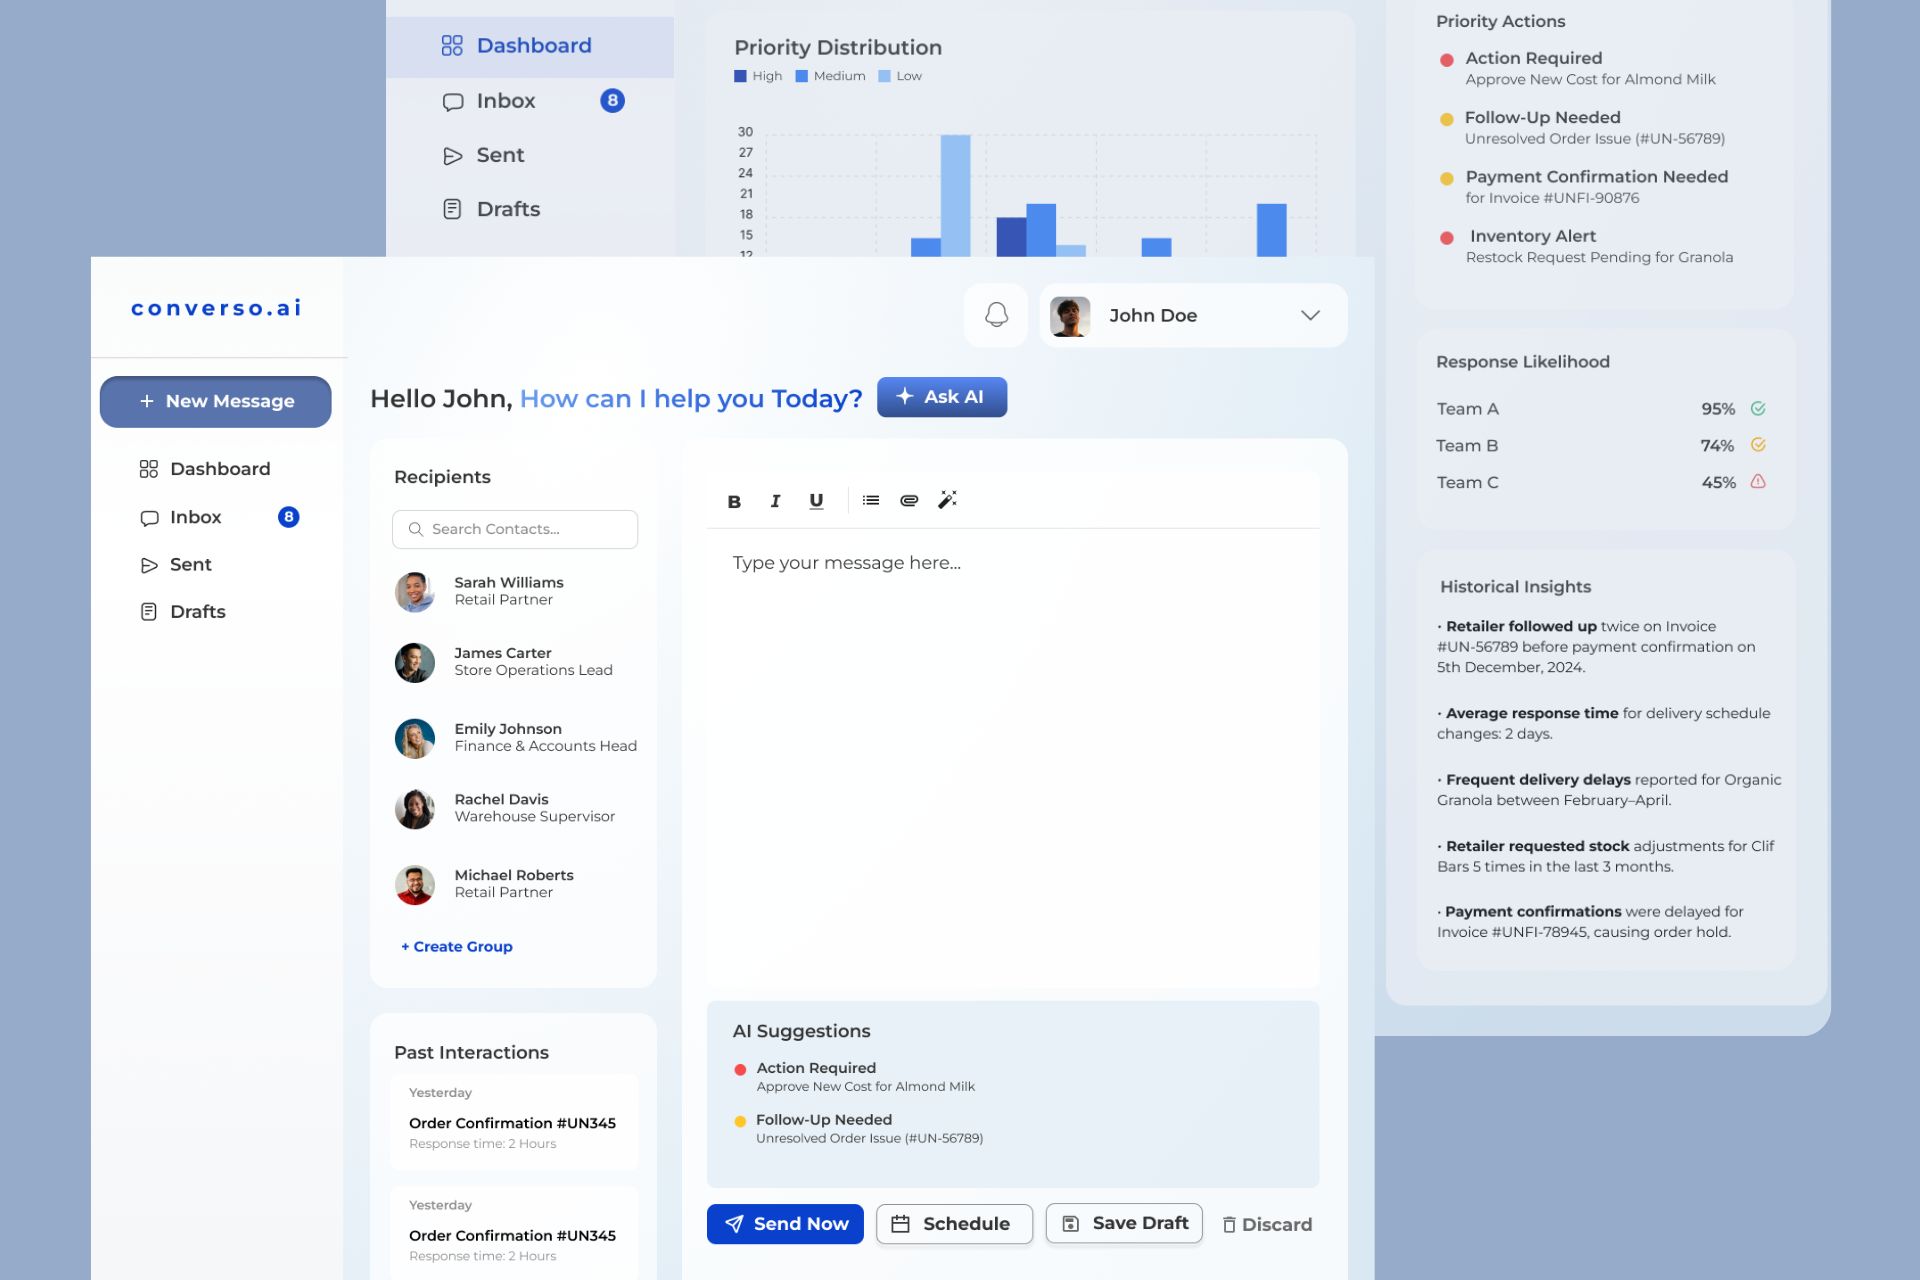 Dashboard
Inbox
8
Sent
Drafts
Priority Distribution
High
Medium
Low
30
27
24
21
18
15
12
Priority Actions
Action Required
Approve New Cost for Almond Milk
Follow-Up Needed
Unresolved Order Issue (#UN-56789)
Payment Confirmation Needed
for Invoice #UNFI-90876
Inventory Alert
Restock Request Pending for Granola
Response Likelihood
Team A 95%
Team B 74%
Team C 45%
Historical Insights
· Retailer followed up twice on Invoice
#UN-56789 before payment confirmation on
5th December, 2024.
· Average response time for delivery schedule
changes: 2 days.
· Frequent delivery delays reported for Organic
Granola between February–April.
· Retailer requested stock adjustments for Clif
Bars 5 times in the last 3 months.
· Payment confirmations were delayed for
Invoice #UNFI-78945, causing order hold.
converso.ai
+ New Message
Dashboard
Inbox
8
Sent
Drafts
John Doe
Hello John, How can I help you Today?
Ask AI
Recipients
Search Contacts...
Sarah Williams
Retail Partner
James Carter
Store Operations Lead
Emily Johnson
Finance & Accounts Head
Rachel Davis
Warehouse Supervisor
Michael Roberts
Retail Partner
+ Create Group
Past Interactions
Yesterday
Order Confirmation #UN345
Response time: 2 Hours
Yesterday
Order Confirmation #UN345
Response time: 2 Hours
B I U
Type your message here...
AI Suggestions
Action Required
Approve New Cost for Almond Milk
Follow-Up Needed
Unresolved Order Issue (#UN-56789)
Send Now
Schedule
Save Draft
Discard